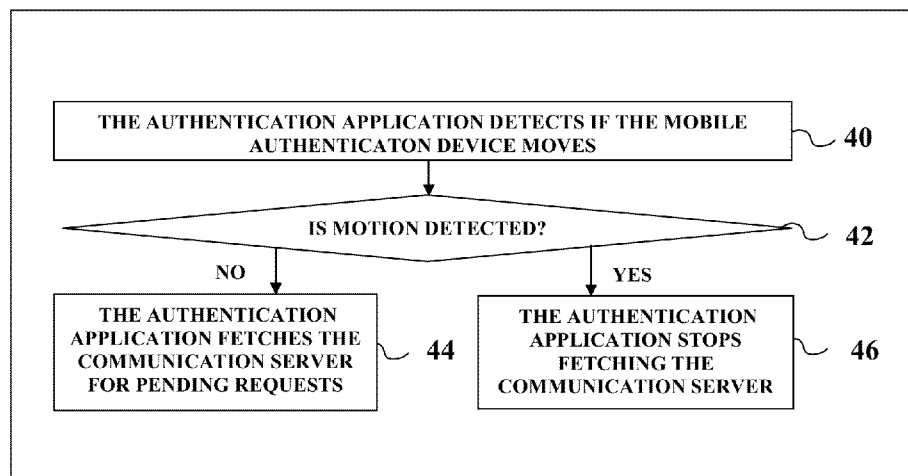 THE AUTHENTICATION APPLICATION DETECTS IF THE MOBILE
AUTHENTICATON DEVICE MOVES
40
IS MOTION DETECTED?
42
NO
YES
THE AUTHENTICATION
APPLICATION FETCHES THE
COMMUNICATION SERVER
FOR PENDING REQUESTS
44
THE AUTHENTICATION
APPLICATION STOPS
FETCHING THE
COMMUNICATION SERVER
46